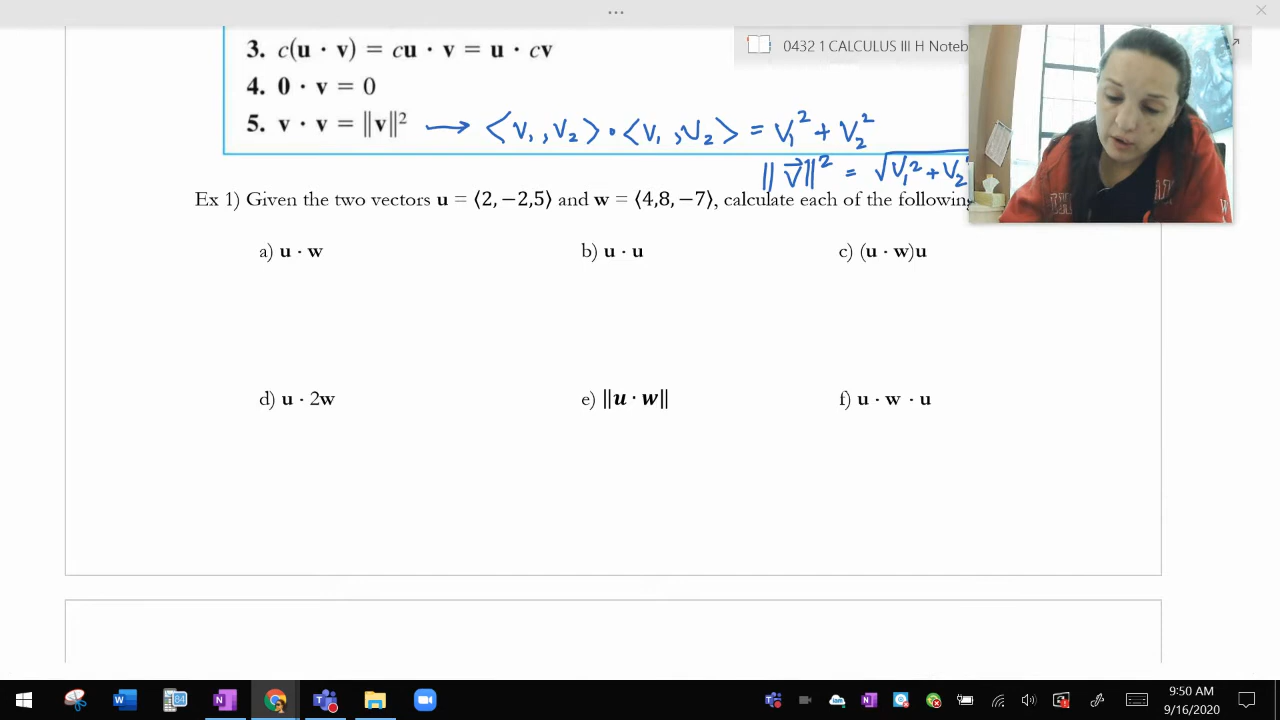 ...
3. c(u · v) = cu · v = u · cv
0432 1 CALCULUS III H Noteb
4. 0 · v = 0
5. v · v = ||v||² → ⟨v₁, v₂⟩ • ⟨v₁, v₂⟩ = v₁² + v₂²
||v⃗||² = √v₁² + v₂
Ex 1) Given the two vectors u = ⟨2, −2,5⟩ and w = ⟨4,8, −7⟩, calculate each of the following
a) u · w b) u · u c) (u · w)u
d) u · 2w e) ||u · w|| f) u · w · u
9:50 AM
9/16/2020